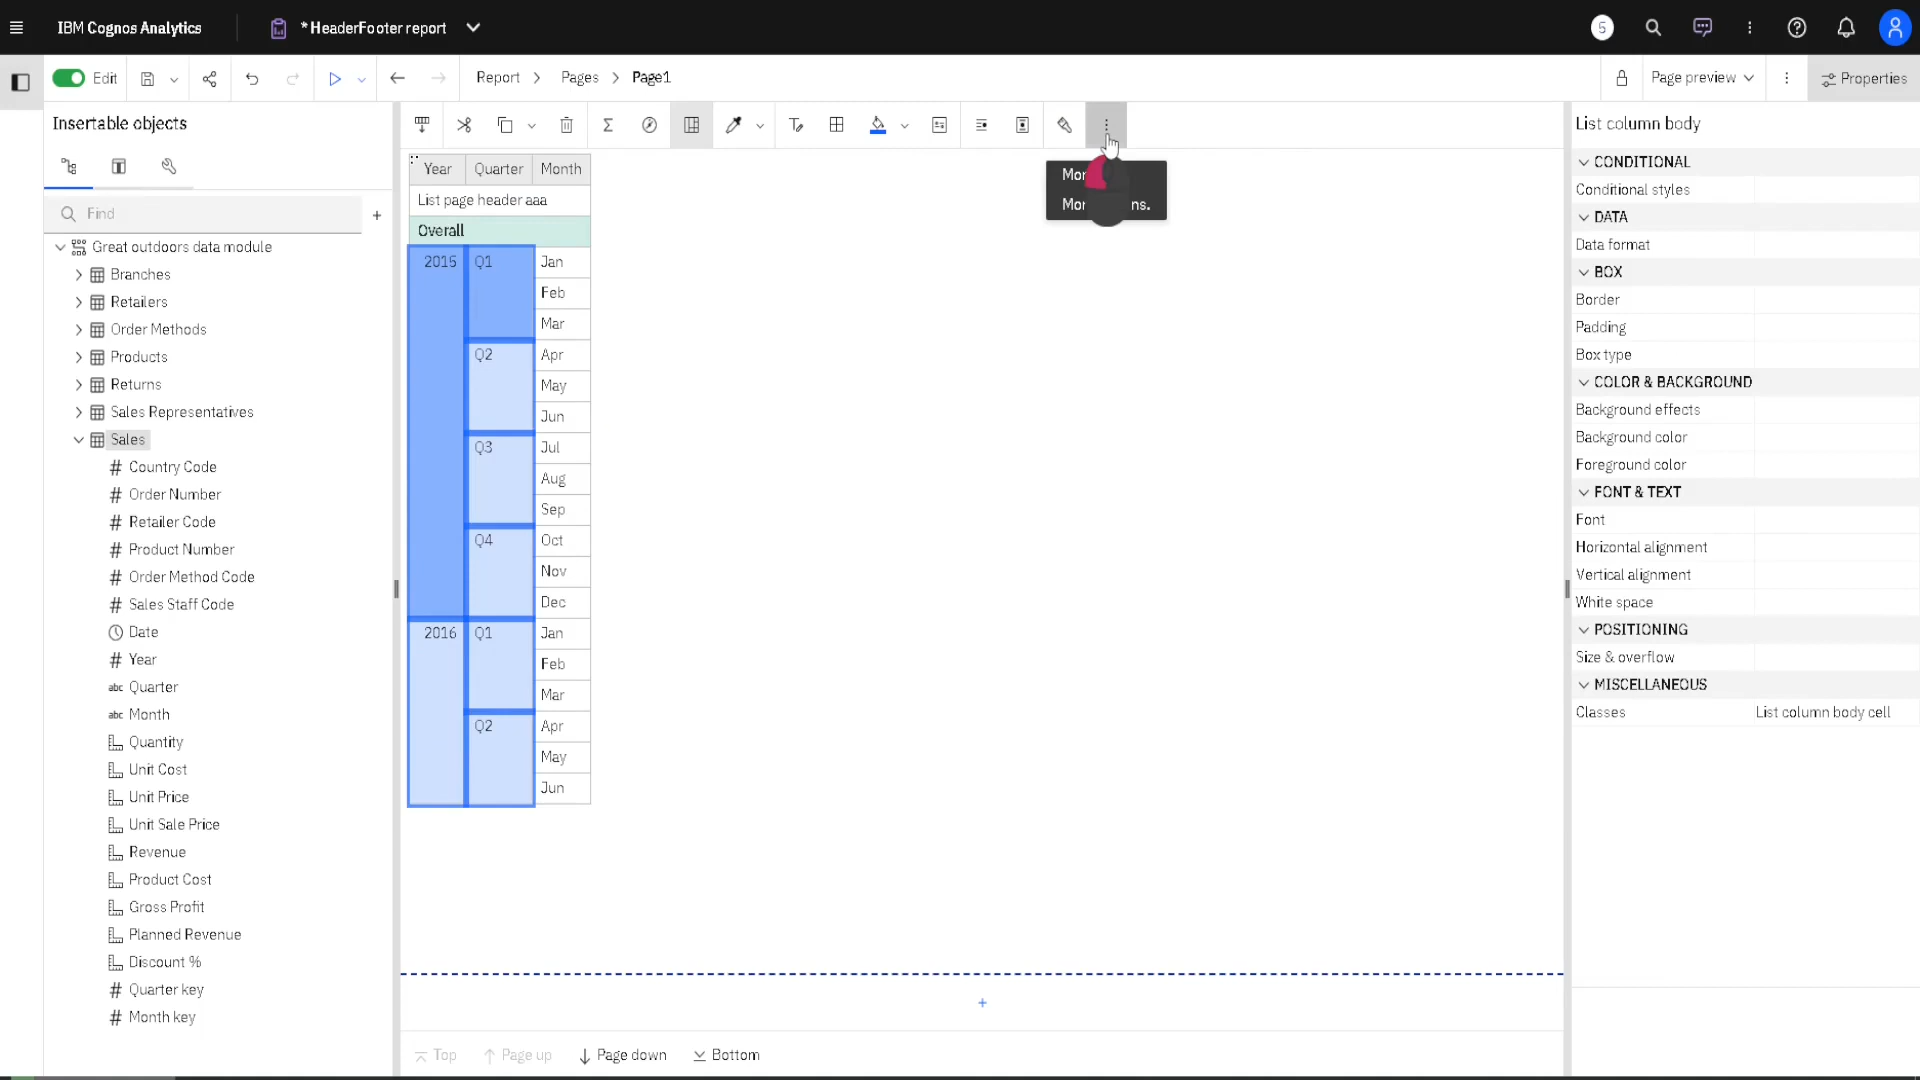 IBM Cognos Analytics
* HeaderFooter report
5
Edit
Report > Pages > Page1
Page preview
Properties
Insertable objects
Find
Great outdoors data module
Branches
Retailers
Order Methods
Products
Returns
Sales Representatives
Sales
# Country Code
# Order Number
# Retailer Code
# Product Number
# Order Method Code
# Sales Staff Code
Date
# Year
abc Quarter
abc Month
Quantity
Unit Cost
Unit Price
Unit Sale Price
Revenue
Product Cost
Gross Profit
Planned Revenue
Discount %
# Quarter key
# Month key
Year Quarter Month
List page header aaa
Overall
2015 Q1 Jan
Feb
Mar
Q2 Apr
May
Jun
Q3 Jul
Aug
Sep
Q4 Oct
Nov
Dec
2016 Q1 Jan
Feb
Mar
Q2 Apr
May
Jun
Top Page up Page down Bottom
List column body
CONDITIONAL
Conditional styles
DATA
Data format
BOX
Border
Padding
Box type
COLOR & BACKGROUND
Background effects
Background color
Foreground color
FONT & TEXT
Font
Horizontal alignment
Vertical alignment
White space
POSITIONING
Size & overflow
MISCELLANEOUS
Classes List column body cell